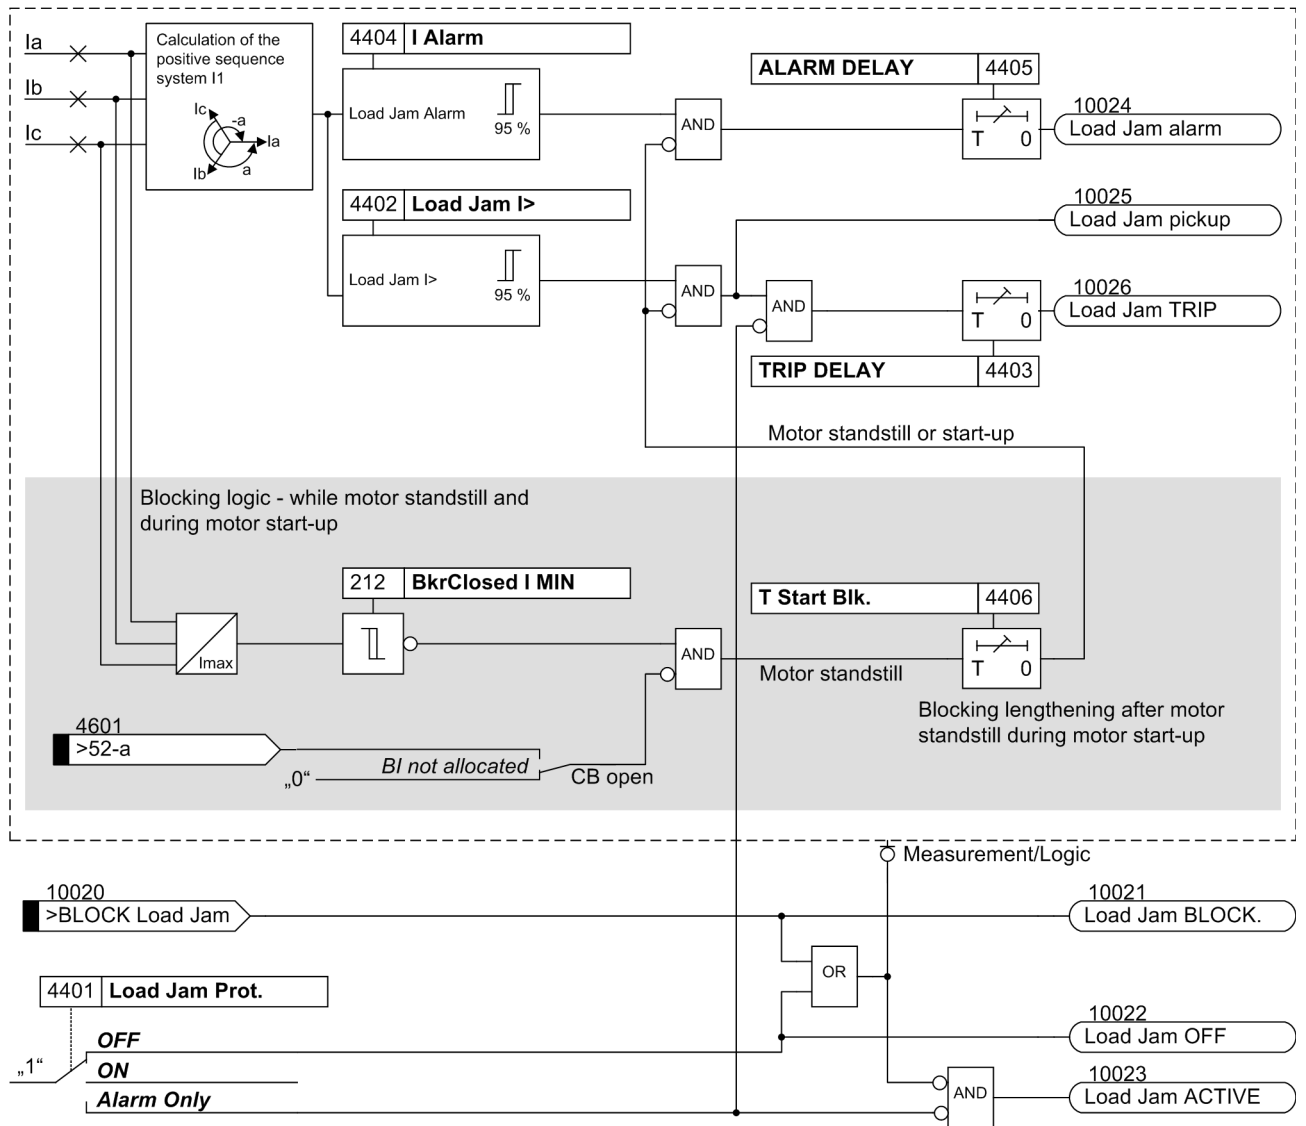 Ia
Ib
Ic
Calculation of the
positive sequence
system I1
Ic
-a
Ia
Ib
a
4404 I Alarm
Load Jam Alarm
95 %
AND
ALARM DELAY 4405
T 0
10024
Load Jam alarm
4402 Load Jam I>
Load Jam I>
95 %
AND
AND
10025
Load Jam pickup
T 0
10026
Load Jam TRIP
TRIP DELAY 4403
Motor standstill or start-up
Blocking logic - while motor standstill and
during motor start-up
212 BkrClosed I MIN
Imax
AND
Motor standstill
T Start Blk. 4406
T 0
Blocking lengthening after motor
standstill during motor start-up
4601
>52-a
„0“
BI not allocated
CB open
Measurement/Logic
10020
>BLOCK Load Jam
10021
Load Jam BLOCK.
OR
4401 Load Jam Prot.
„1“
OFF
ON
Alarm Only
10022
Load Jam OFF
AND
10023
Load Jam ACTIVE